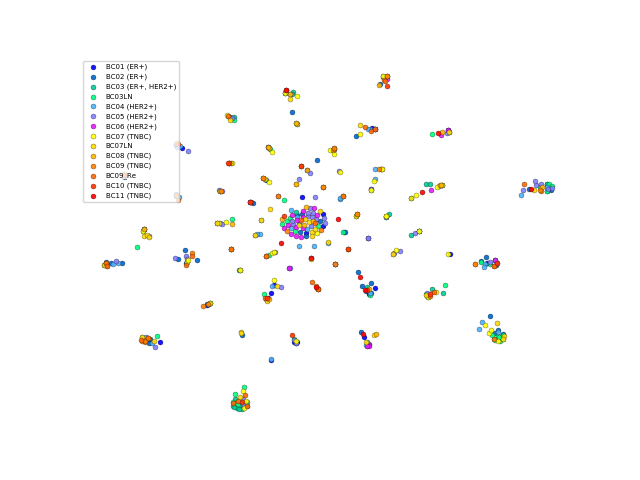 BC01 (ER+)
BC02 (ER+)
BC03 (ER+, HER2+)
BC03LN
BC04 (HER2+)
BC05 (HER2+)
BC06 (HER2+)
BC07 (TNBC)
BC07LN
BC08 (TNBC)
BC09 (TNBC)
BC09_Re
BC10 (TNBC)
BC11 (TNBC)